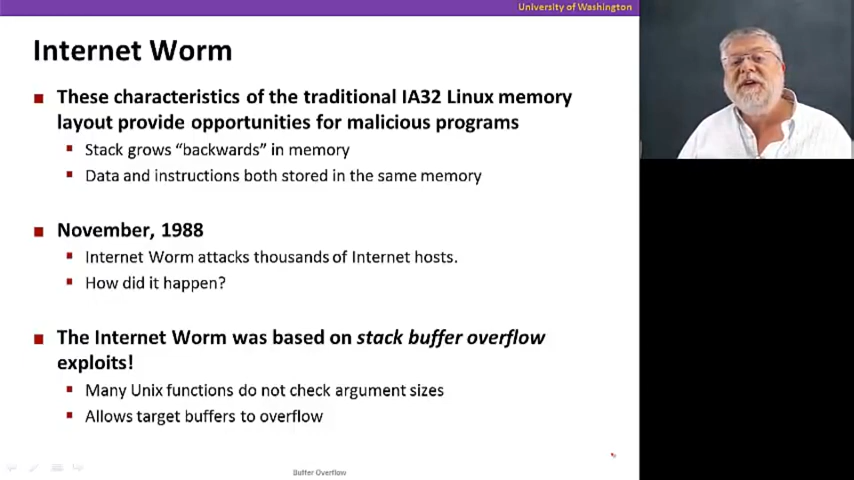 University of Washington
Internet Worm
These characteristics of the traditional IA32 Linux memory
layout provide opportunities for malicious programs
Stack grows “backwards” in memory
Data and instructions both stored in the same memory
November, 1988
Internet Worm attacks thousands of Internet hosts.
How did it happen?
The Internet Worm was based on stack buffer overflow
exploits!
Many Unix functions do not check argument sizes
Allows target buffers to overflow
Buffer Overflow